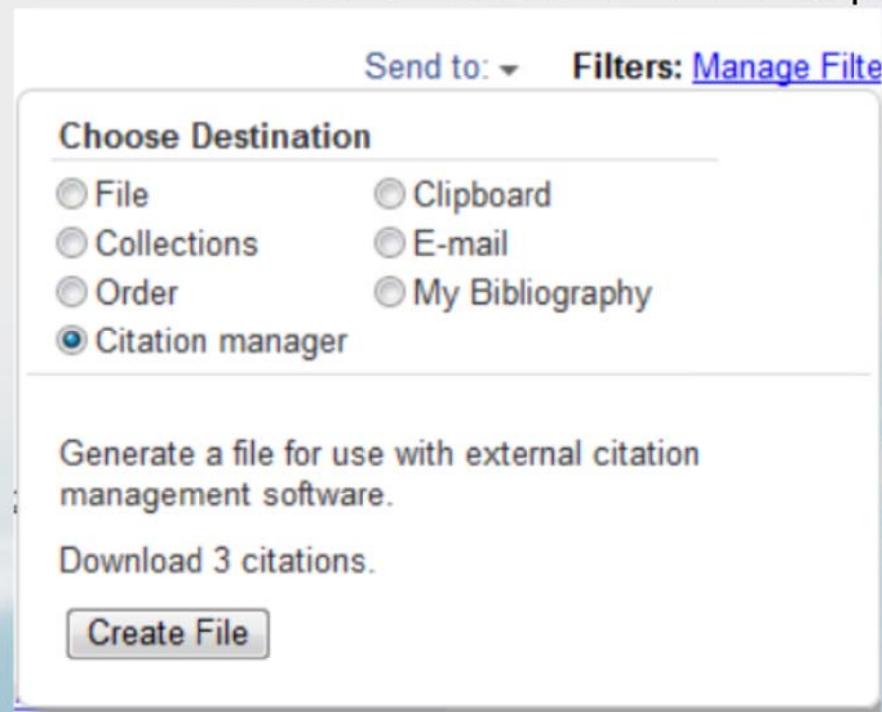 Send to: Filters: Manage Filte
Choose Destination
File Clipboard
Collections E-mail
Order My Bibliography
Citation manager
Generate a file for use with external citation
management software.
Download 3 citations.
Create File